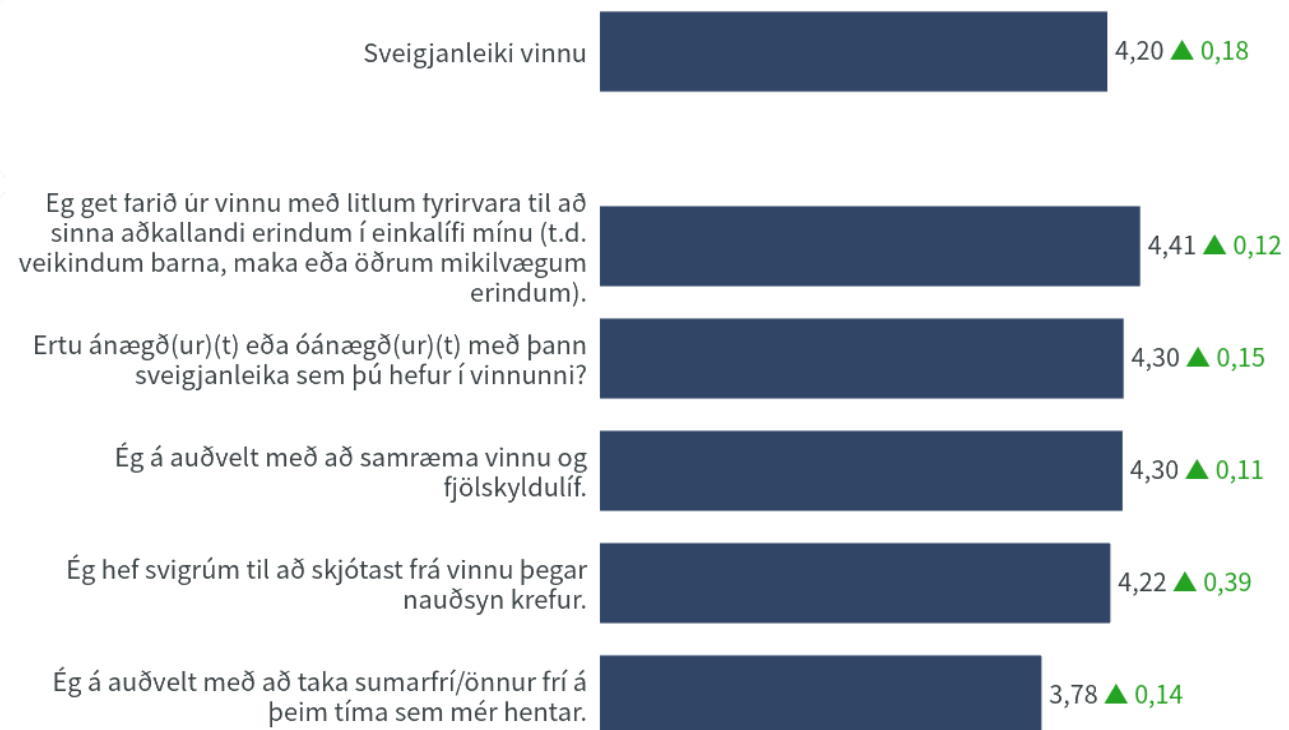 Sveigjanleiki vinnu
4,20 ▲ 0,18
Ég get farið úr vinnu með litlum fyrirvara til að
sinna aðkallandi erindum í einkalífi mínu (t.d.
veikindum barna, maka eða öðrum mikilvægum
erindum).
4,41 ▲ 0,12
Ertu ánægð(ur)(t) eða óánægð(ur)(t) með þann
sveigjanleika sem þú hefur í vinnunni?
4,30 ▲ 0,15
Ég á auðvelt með að samræma vinnu og
fjölskyldulíf.
4,30 ▲ 0,11
Ég hef svigrúm til að skjótast frá vinnu þegar
nauðsyn krefur.
4,22 ▲ 0,39
Ég á auðvelt með að taka sumarfrí/önnur frí á
þeim tíma sem mér hentar.
3,78 ▲ 0,14